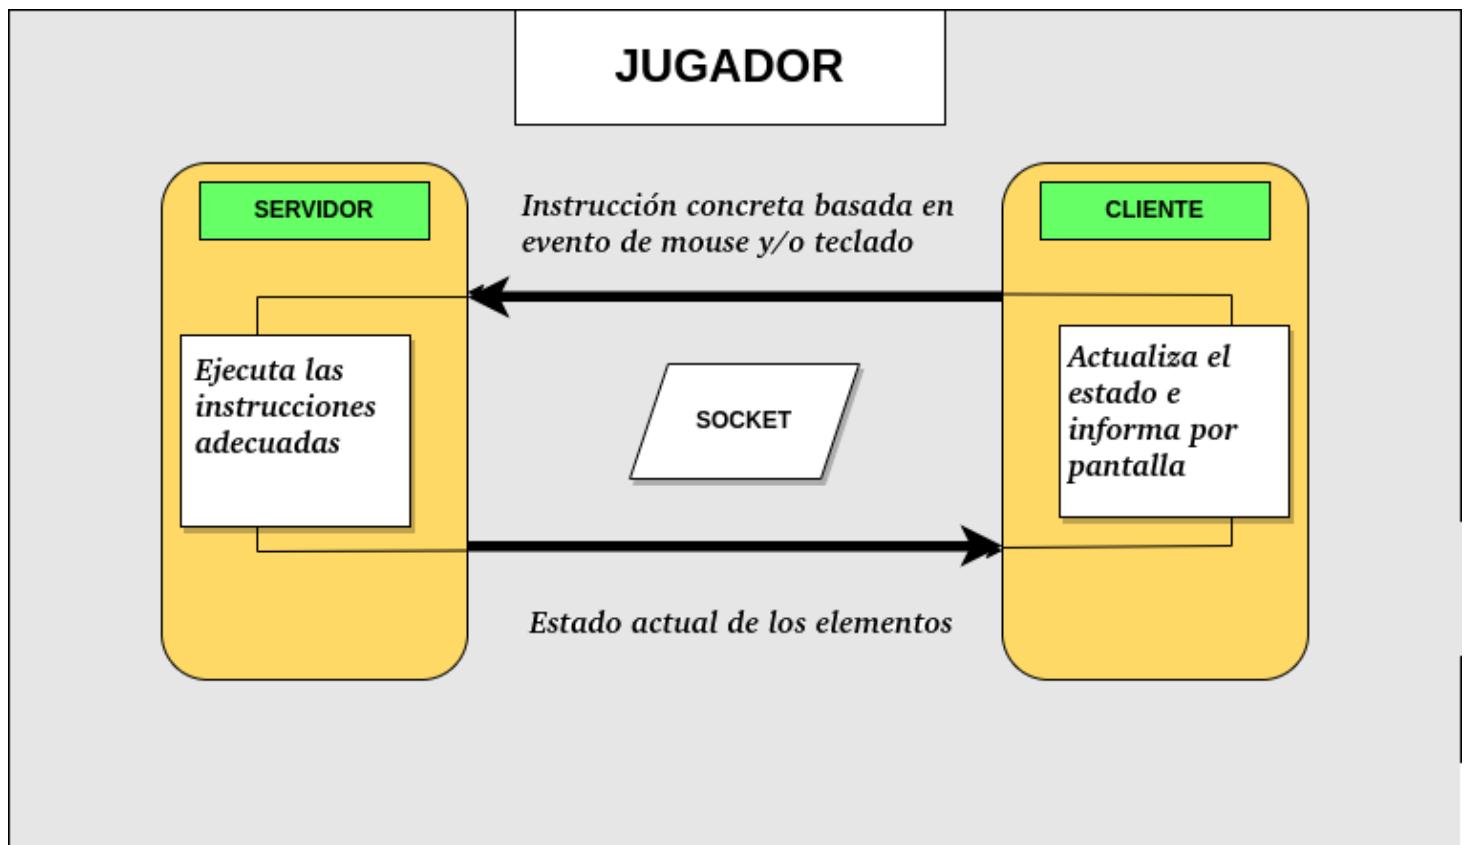 JUGADOR
SERVIDOR
Instrucción concreta basada en
evento de mouse y/o teclado
CLIENTE
Ejecuta las
instrucciones
adecuadas
SOCKET
Actualiza el
estado e
informa por
pantalla
Estado actual de los elementos